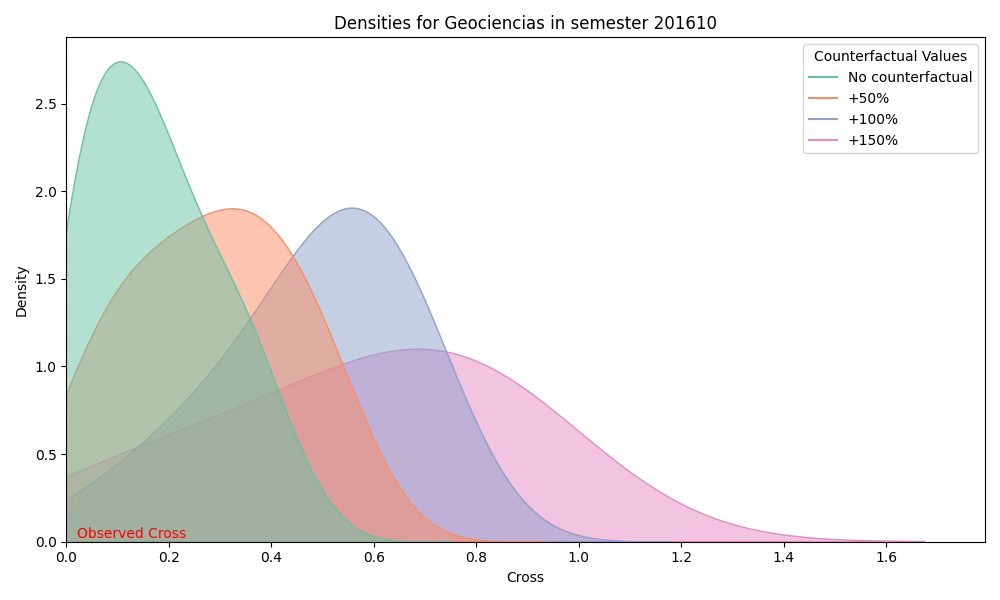 Densities for Geociencias in semester 201610
Counterfactual Values
No counterfactual
+50%
+100%
+150%
Density
2.5
2.0
1.5
1.0
0.5
0.0
Observed Cross
0.0 0.2 0.4 0.6 0.8 1.0 1.2 1.4 1.6
Cross